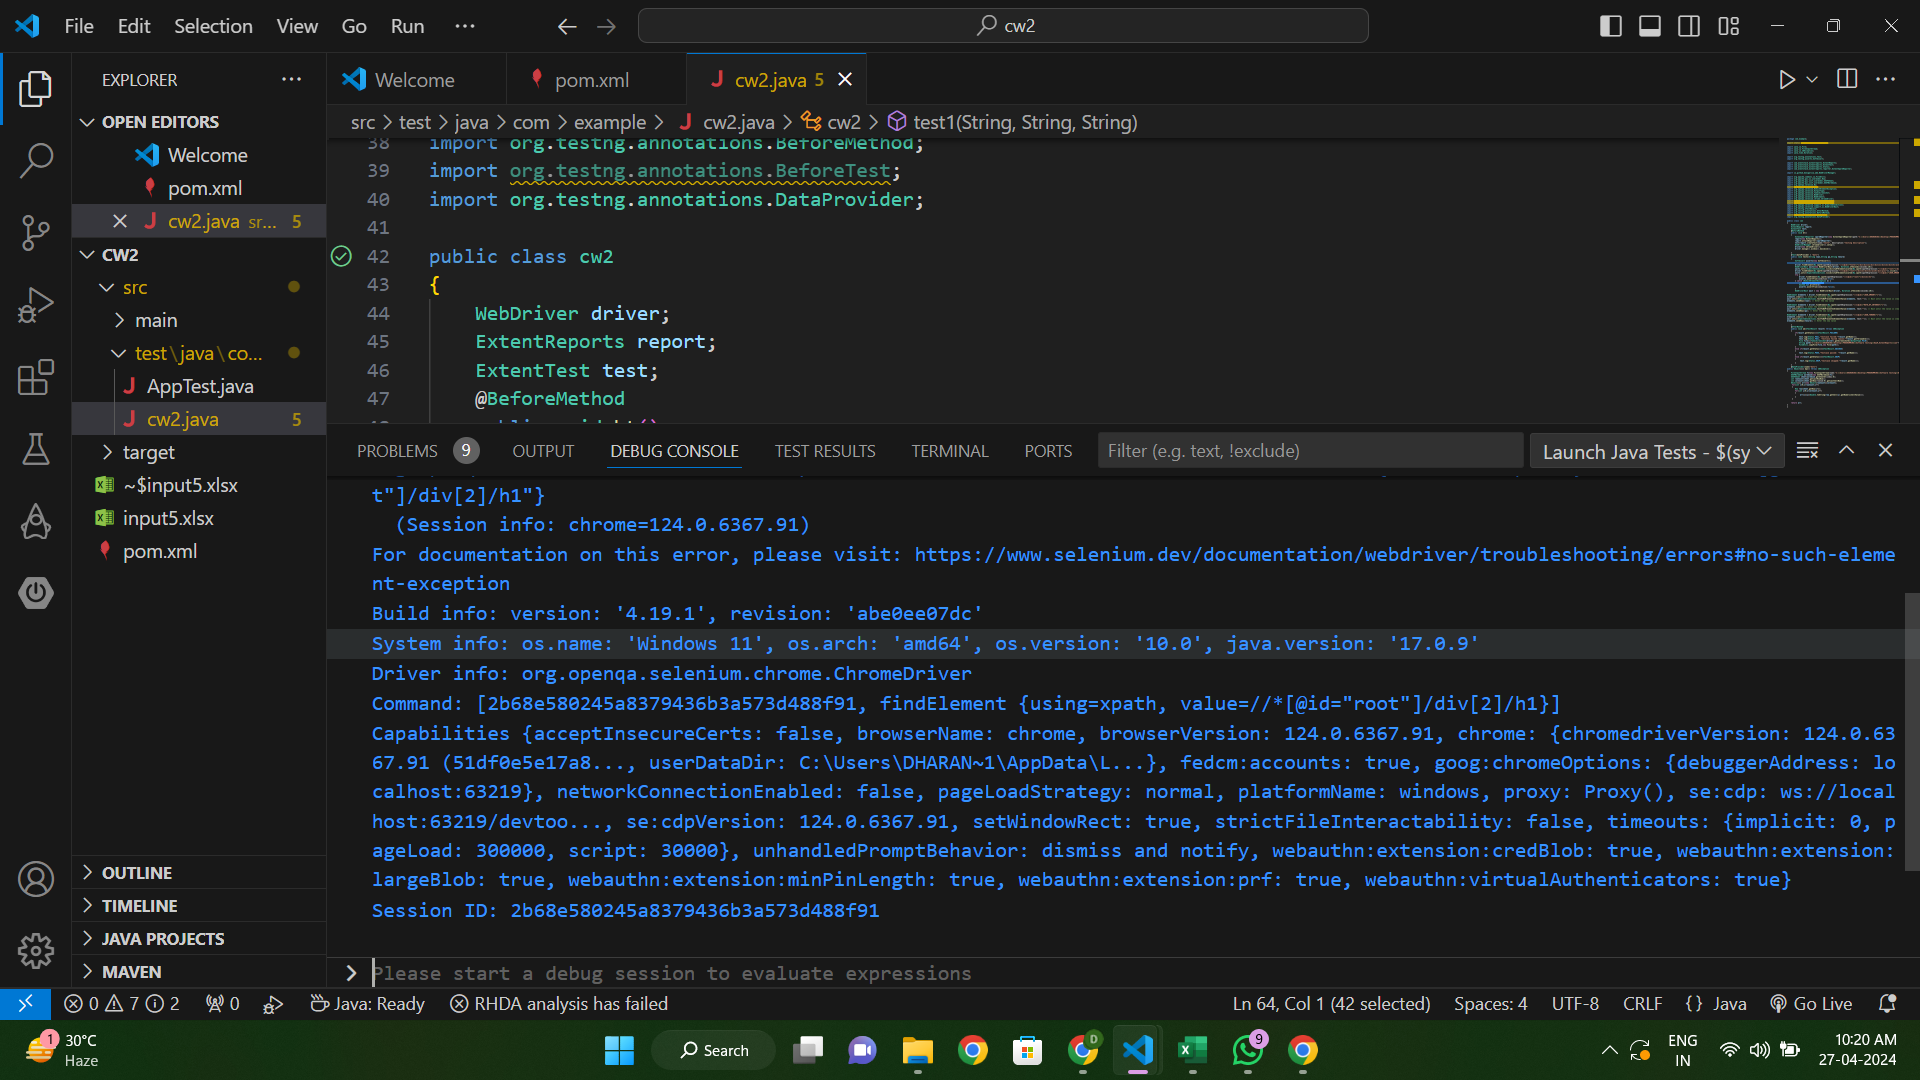 File Edit Selection View Go Run ···
cw2
EXPLORER
OPEN EDITORS
Welcome
pom.xml
cw2.java sr... 5
CW2
src
main
test\java\co...
AppTest.java
cw2.java 5
target
~$input5.xlsx
input5.xlsx
pom.xml
OUTLINE
TIMELINE
JAVA PROJECTS
MAVEN
Welcome pom.xml cw2.java 5
src > test > java > com > example > cw2.java > cw2 > test1(String, String, String)
38 import org.testng.annotations.BeforeMethod;
39 import org.testng.annotations.BeforeTest;
40 import org.testng.annotations.DataProvider;
41
42 public class cw2
43 {
44 WebDriver driver;
45 ExtentReports report;
46 ExtentTest test;
47 @BeforeMethod
PROBLEMS 9 OUTPUT DEBUG CONSOLE TEST RESULTS TERMINAL PORTS Filter (e.g. text, !exclude) Launch Java Tests - $(sy
t"]/div[2]/h1"}
(Session info: chrome=124.0.6367.91)
For documentation on this error, please visit: https://www.selenium.dev/documentation/webdriver/troubleshooting/errors#no-such-eleme
nt-exception
Build info: version: '4.19.1', revision: 'abe0ee07dc'
System info: os.name: 'Windows 11', os.arch: 'amd64', os.version: '10.0', java.version: '17.0.9'
Driver info: org.openqa.selenium.chrome.ChromeDriver
Command: [2b68e580245a8379436b3a573d488f91, findElement {using=xpath, value=//*[@id="root"]/div[2]/h1}]
Capabilities {acceptInsecureCerts: false, browserName: chrome, browserVersion: 124.0.6367.91, chrome: {chromedriverVersion: 124.0.63
67.91 (51df0e5e17a8..., userDataDir: C:\Users\DHARAN~1\AppData\L...}, fedcm:accounts: true, goog:chromeOptions: {debuggerAddress: lo
calhost:63219}, networkConnectionEnabled: false, pageLoadStrategy: normal, platformName: windows, proxy: Proxy(), se:cdp: ws://local
host:63219/devtoo..., se:cdpVersion: 124.0.6367.91, setWindowRect: true, strictFileInteractability: false, timeouts: {implicit: 0, p
ageLoad: 300000, script: 30000}, unhandledPromptBehavior: dismiss and notify, webauthn:extension:credBlob: true, webauthn:extension:
largeBlob: true, webauthn:extension:minPinLength: true, webauthn:extension:prf: true, webauthn:virtualAuthenticators: true}
Session ID: 2b68e580245a8379436b3a573d488f91
Please start a debug session to evaluate expressions
0 7 2 0 Java: Ready RHDA analysis has failed Ln 64, Col 1 (42 selected) Spaces: 4 UTF-8 CRLF {} Java Go Live
1 30°C
Haze
Search
D
9
ENG
IN
10:20 AM
27-04-2024